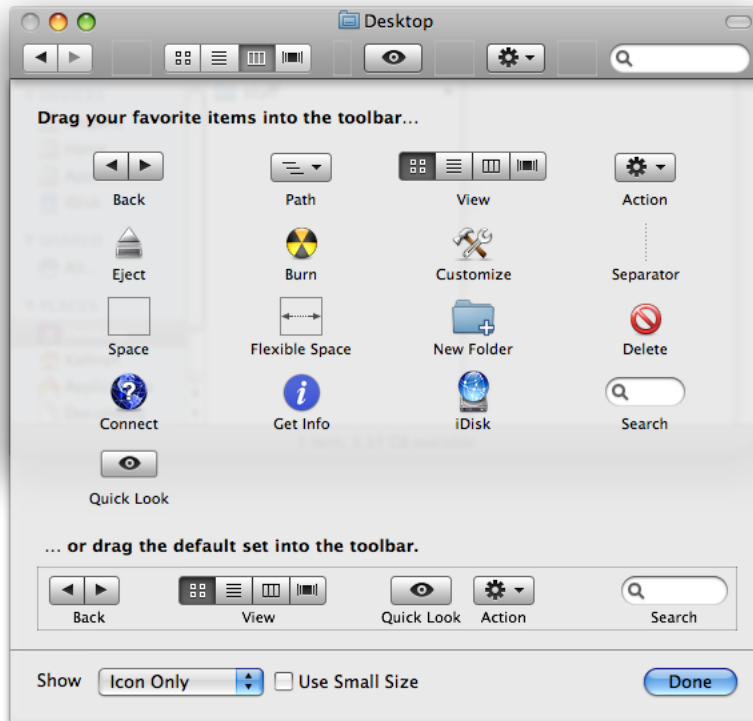 Desktop
Drag your favorite items into the toolbar...
Back Path View Action
Eject Burn Customize Separator
Space Flexible Space New Folder Delete
Connect Get Info iDisk Search
Quick Look
... or drag the default set into the toolbar.
Back View Quick Look Action Search
Show Icon Only Use Small Size Done